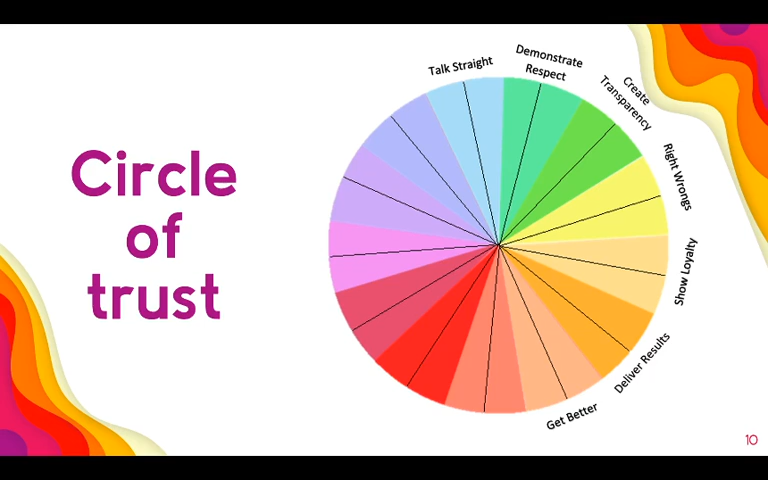 Circle
of
trust
Talk Straight
Demonstrate
Respect
Create
Transparency
Right Wrongs
Show Loyalty
Deliver Results
Get Better
10